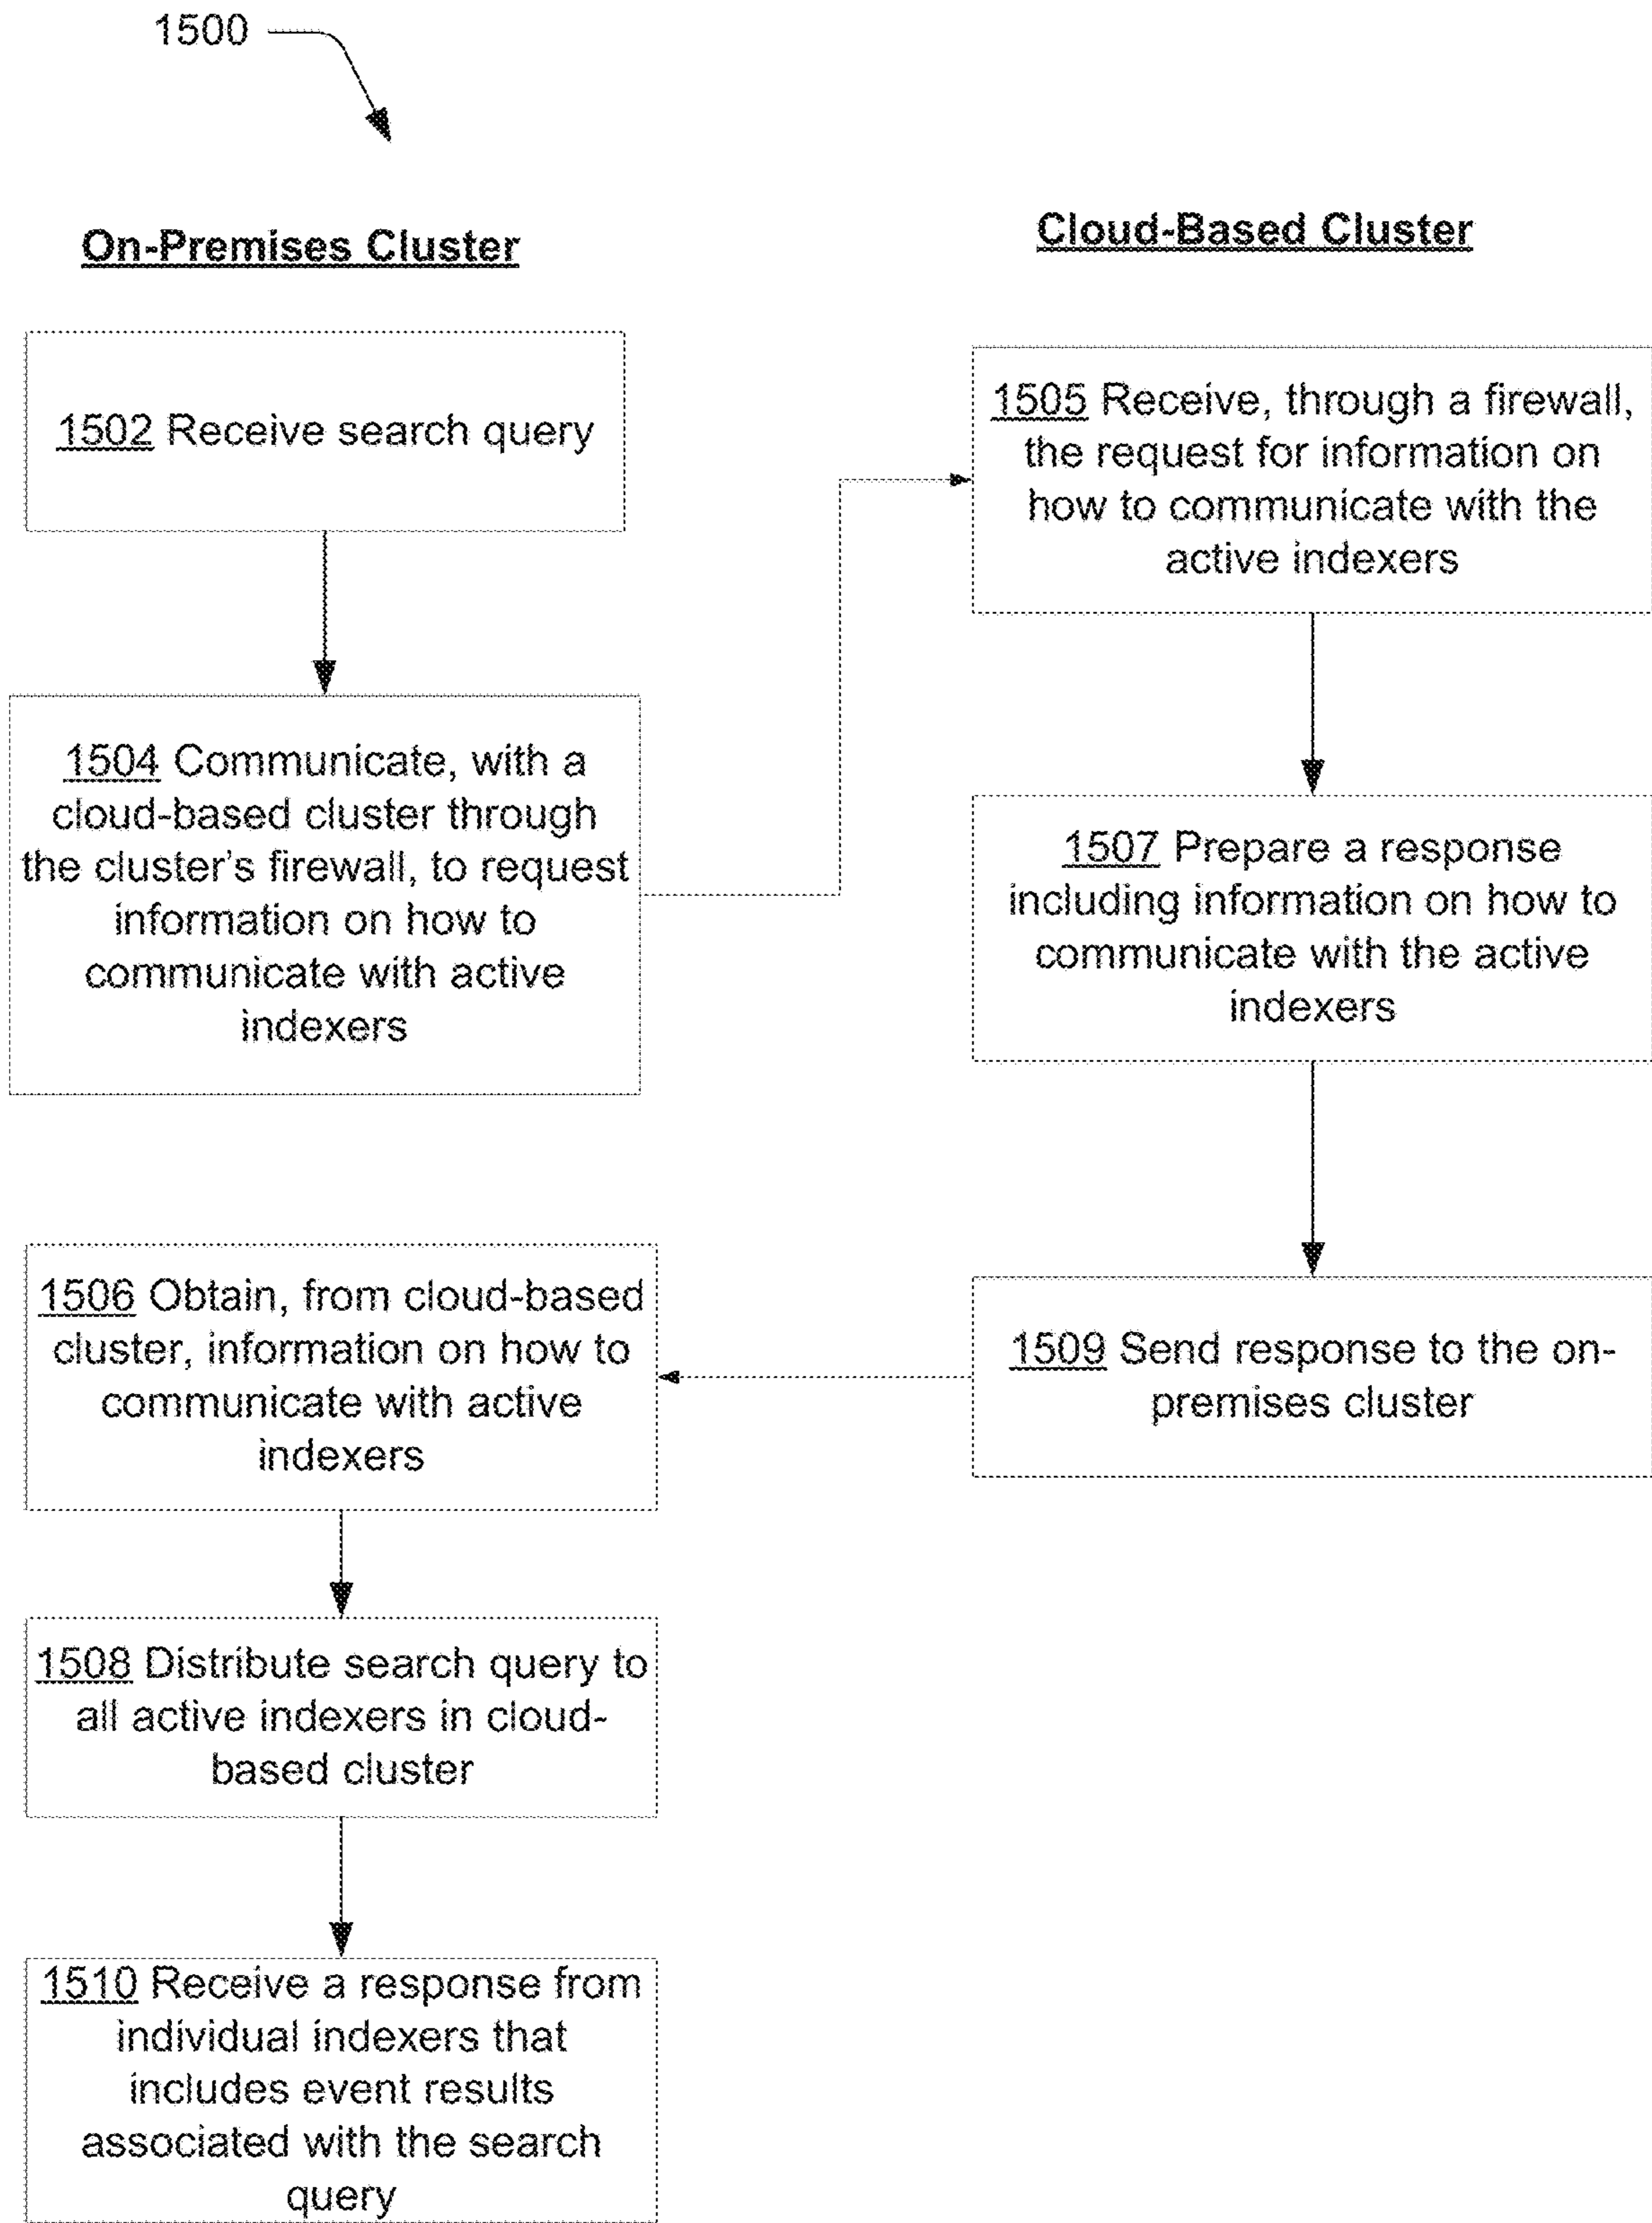 1500
On-Premises Cluster
1502 Receive search query
1504 Communicate, with a
cloud-based cluster through
the cluster's firewall, to request
information on how to
communicate with active
indexers
Cloud-Based Cluster
1505 Receive, through a firewall,
the request for information on
how to communicate with the
active indexers
1507 Prepare a response
including information on how to
communicate with the active
indexers
1509 Send response to the on-
premises cluster
1506 Obtain, from cloud-based
cluster, information on how to
communicate with active
indexers
1508 Distribute search query to
all active indexers in cloud-
based cluster
1510 Receive a response from
individual indexers that
includes event results
associated with the search
query